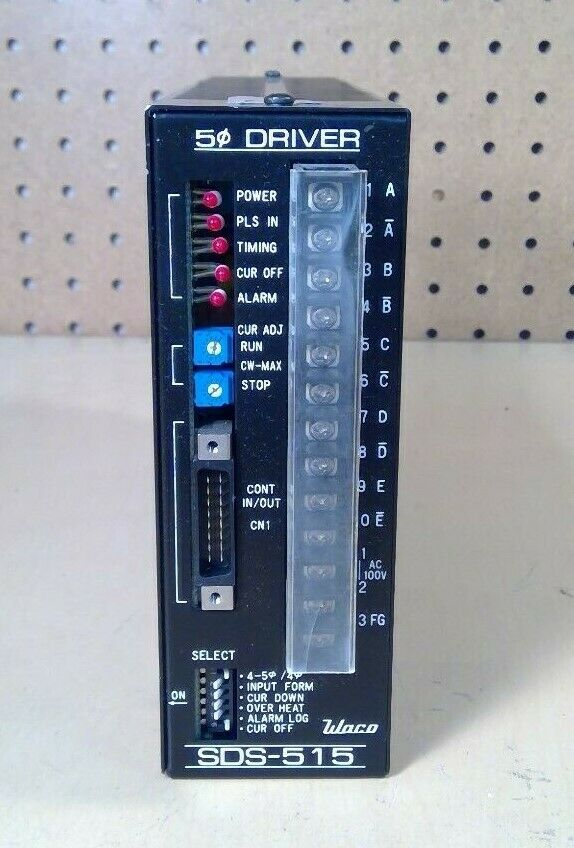 5φ DRIVER
POWER
PLS IN
TIMING
CUR OFF
ALARM
CUR ADJ
RUN
CW-MAX
STOP
CONT
IN/OUT
CN1
1 A
2 A̅
3 B
4 B̅
5 C
6 C̅
7 D
8 D̅
9 E
0 E̅
1
AC
100V
2
3 FG
SELECT
ON
• 4-5φ/4φ
• INPUT FORM
• CUR DOWN
• OVER HEAT
• ALARM LOG
• CUR OFF
Waco
SDS-515